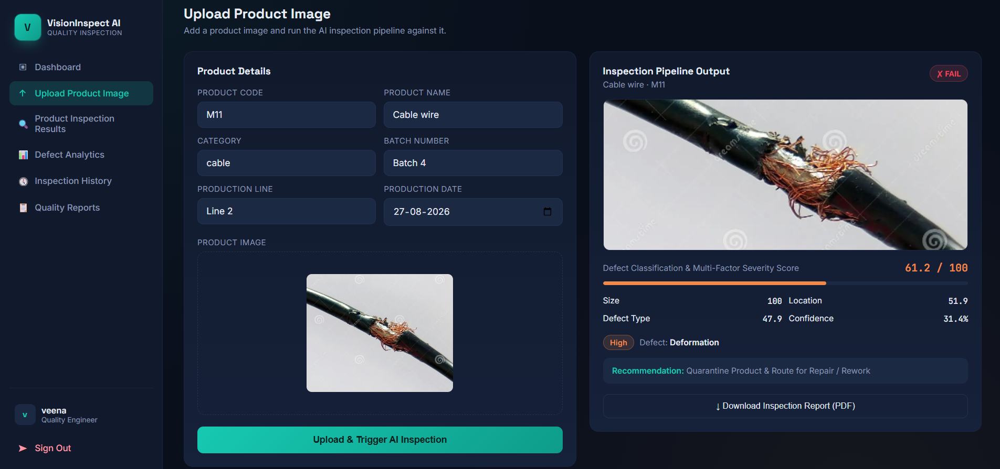 V
VisionInspect AI
QUALITY INSPECTION
Dashboard
Upload Product Image
Product Inspection
Results
Defect Analytics
Inspection History
Quality Reports
v
veena
Quality Engineer
Sign Out
Upload Product Image
Add a product image and run the AI inspection pipeline against it.
Product Details
PRODUCT CODE
PRODUCT NAME
M11
Cable wire
CATEGORY
BATCH NUMBER
cable
Batch 4
PRODUCTION LINE
PRODUCTION DATE
Line 2
27-08-2026
PRODUCT IMAGE
Upload & Trigger AI Inspection
Inspection Pipeline Output
✗ FAIL
Cable wire · M11
dreamstime
dreamstime
Defect Classification & Multi-Factor Severity Score
61.2 / 100
Size 100
Location 51.9
Defect Type 47.9
Confidence 31.4%
High
Defect: Deformation
Recommendation: Quarantine Product & Route for Repair / Rework
↓ Download Inspection Report (PDF)